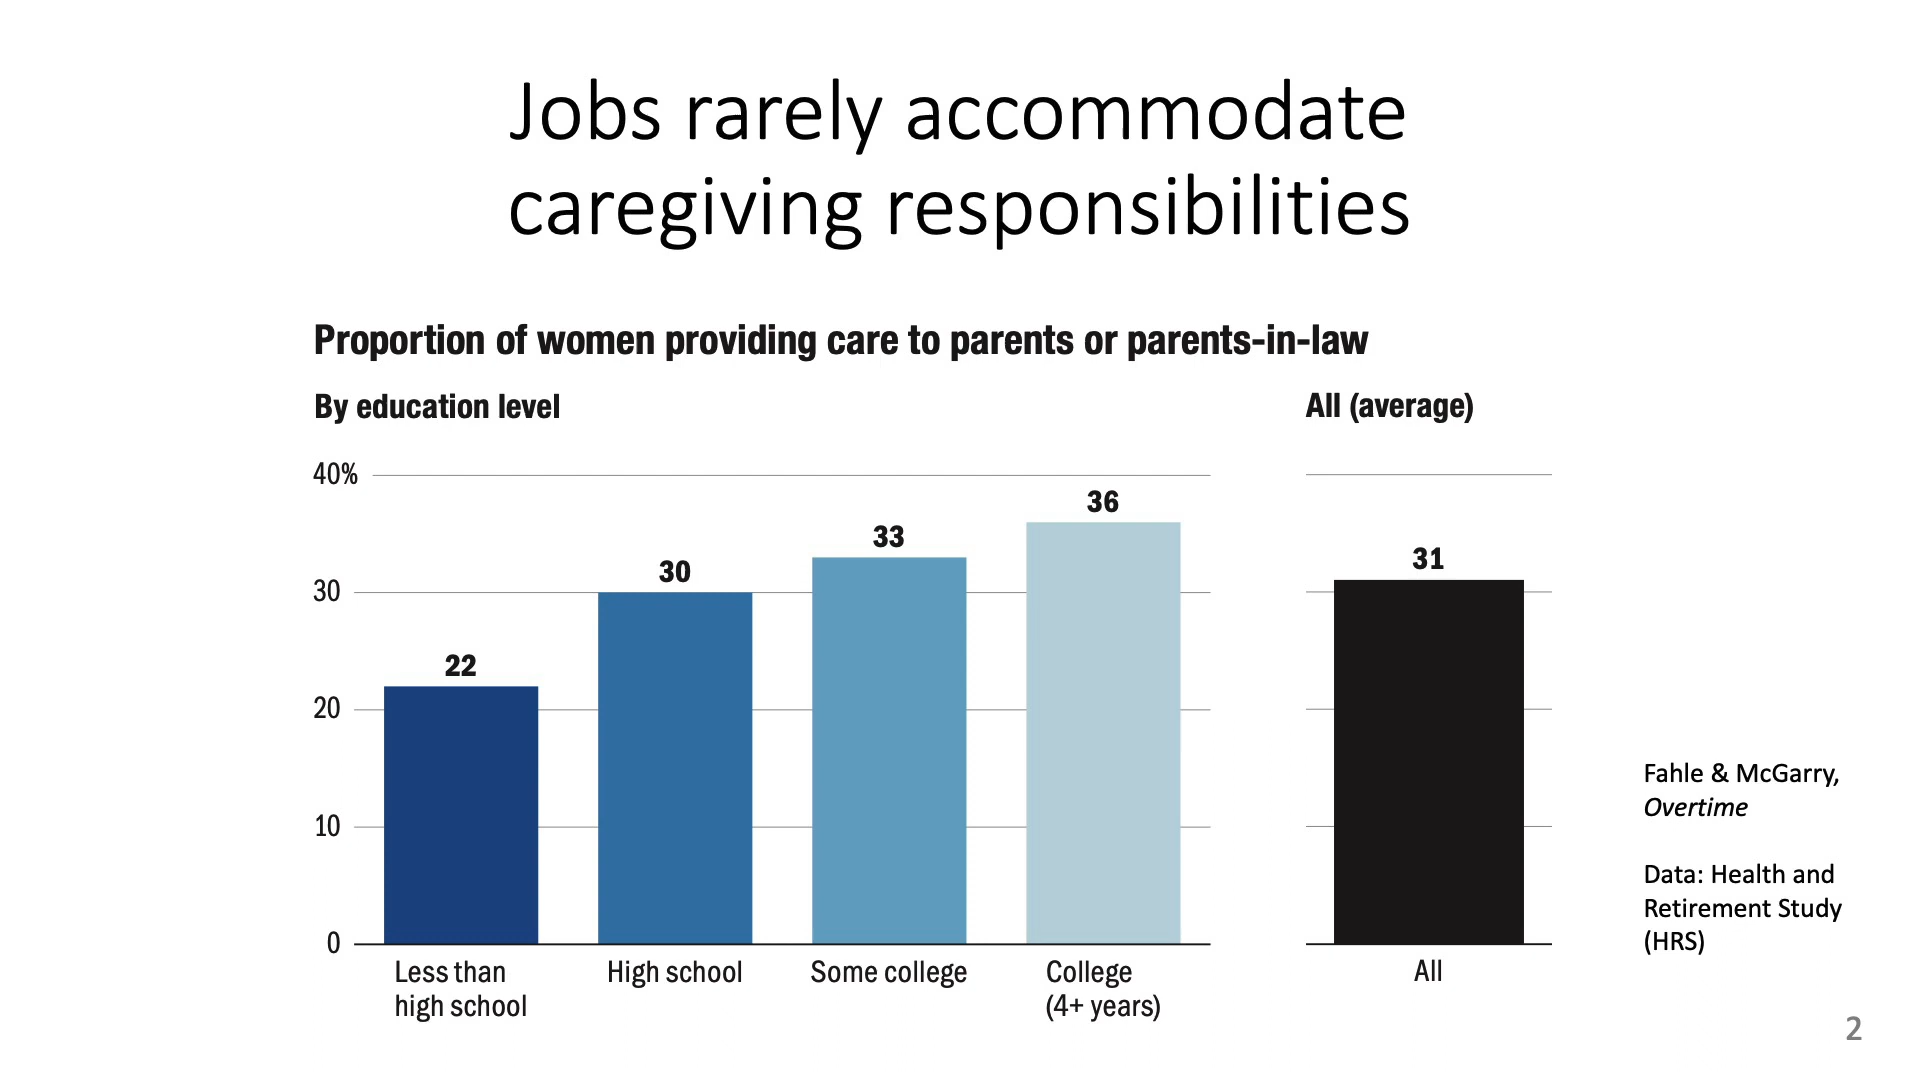 Jobs rarely accommodate
caregiving responsibilities
Proportion of women providing care to parents or parents-in-law
By education level
All (average)
40%
30
20
10
0
22
30
33
36
31
Less than
high school
High school
Some college
College
(4+ years)
All
Fahle & McGarry,
Overtime
Data: Health and
Retirement Study
(HRS)
2